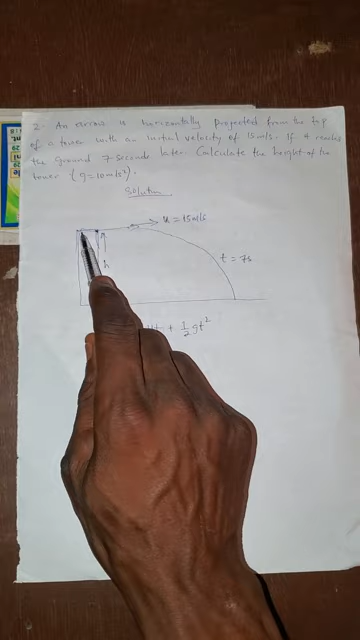 2. An arrow is horizontally projected from the top
of a tower with an initial velocity of 15m/s. If it reaches
the ground 7 seconds later. Calculate the height of the
tower (g=10m/s²).
Solution
u = 15m/s
h
t = 7s
+ ½gt²